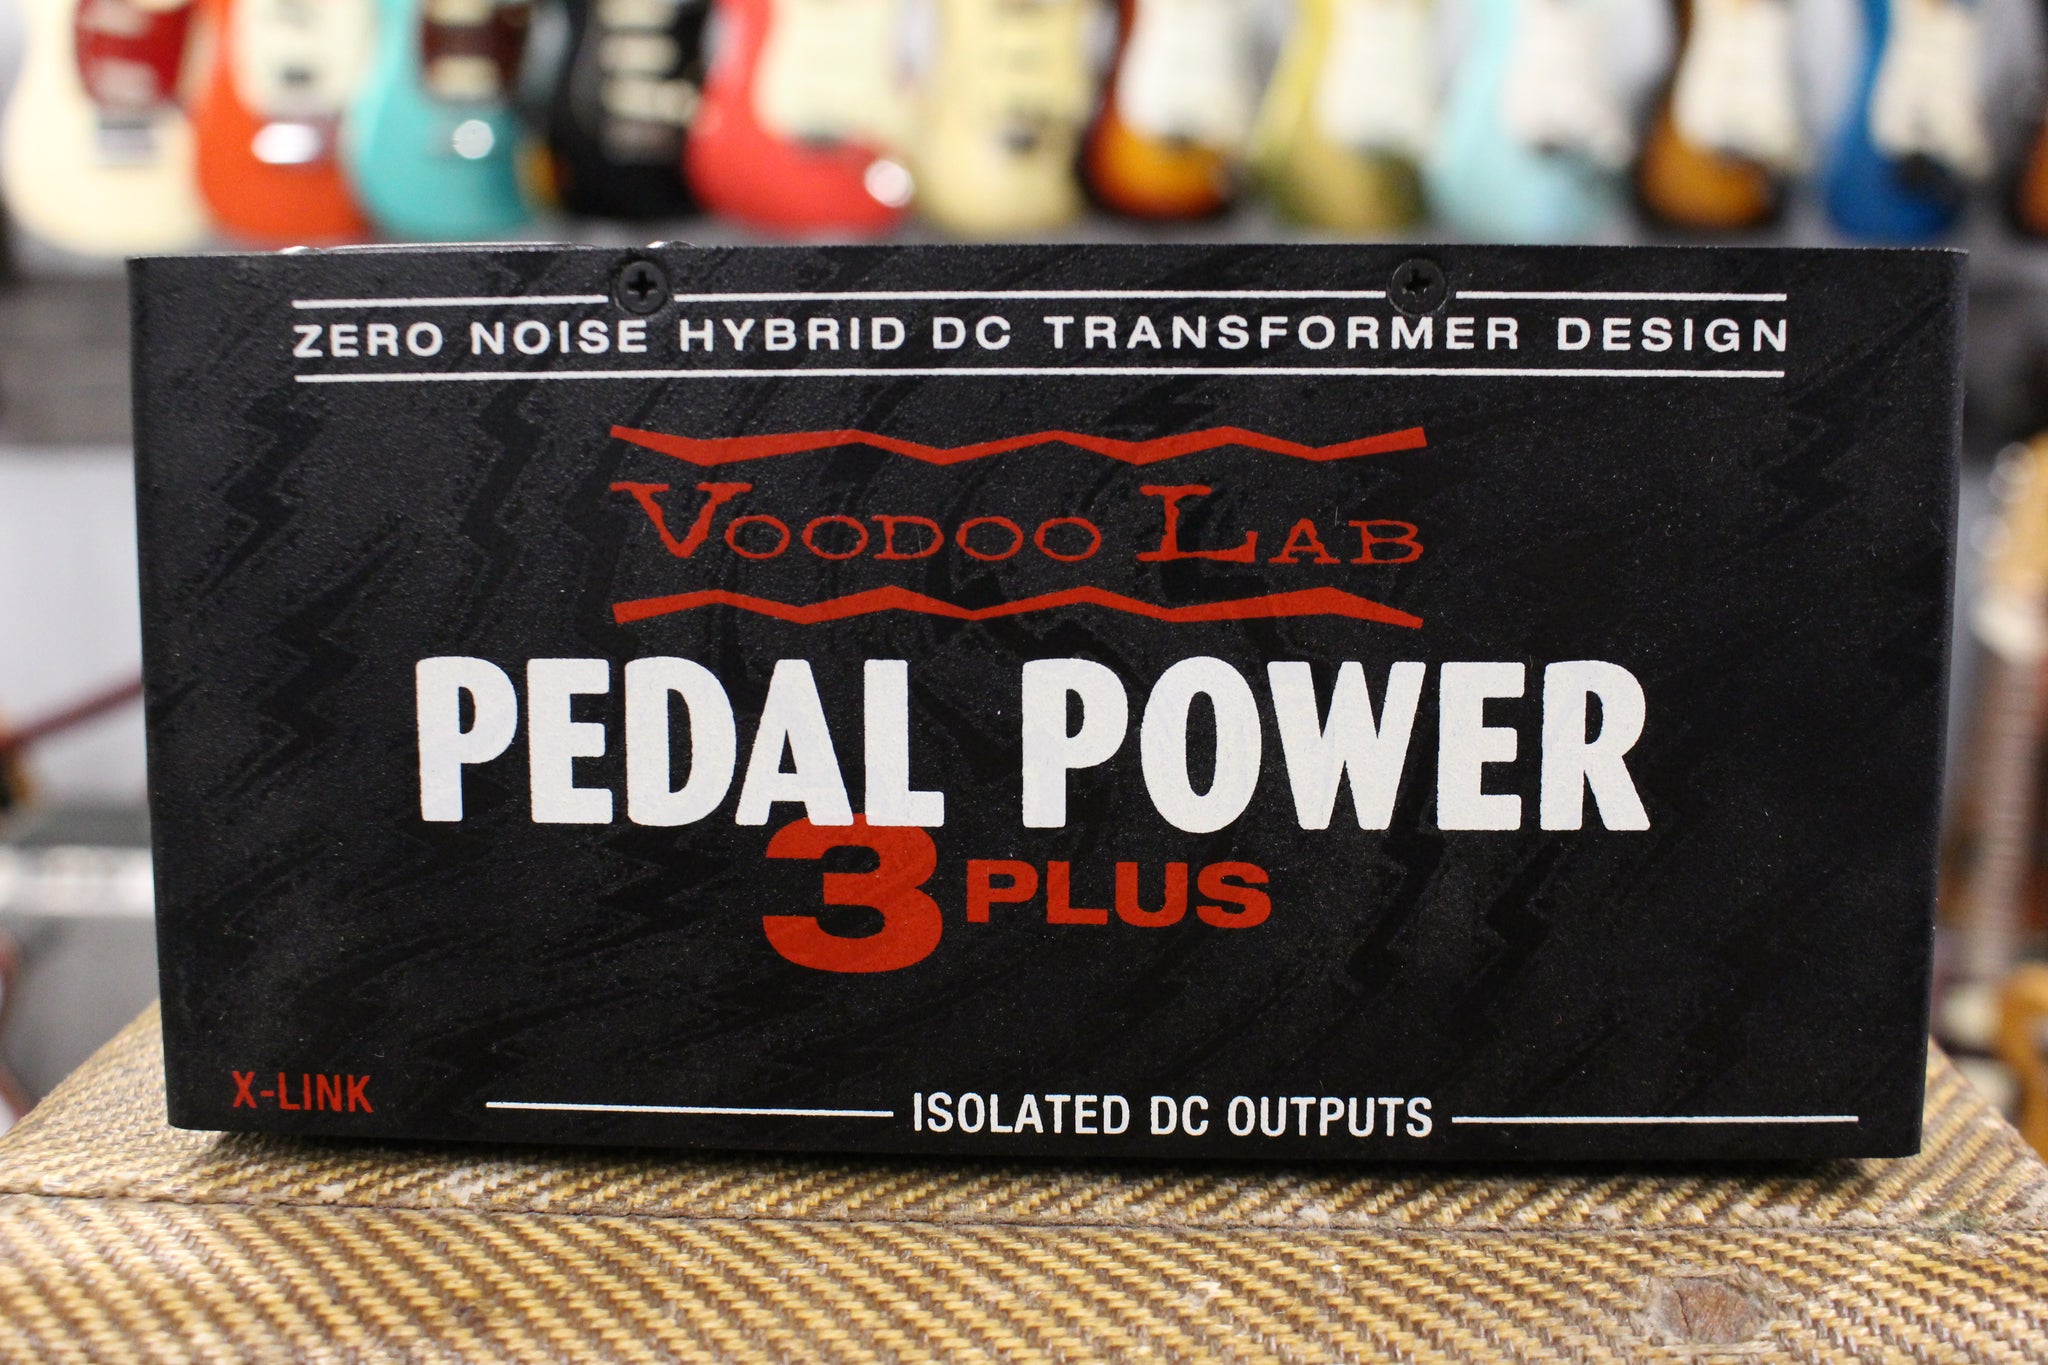 ZERO NOISE HYBRID DC TRANSFORMER DESIGN
VOODOO LAB
PEDAL POWER
3 PLUS
X-LINK
ISOLATED DC OUTPUTS